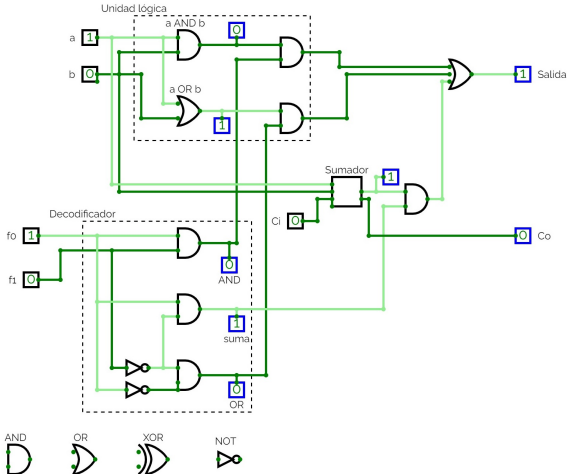 Unidad lógica
a AND b
0
a 1
b 0
a OR b
1
1 Salida
Sumador
1
Decodificador
Ci 0
f0 1
0 Co
f1 0
0
AND
1
suma
0
OR
AND OR XOR NOT